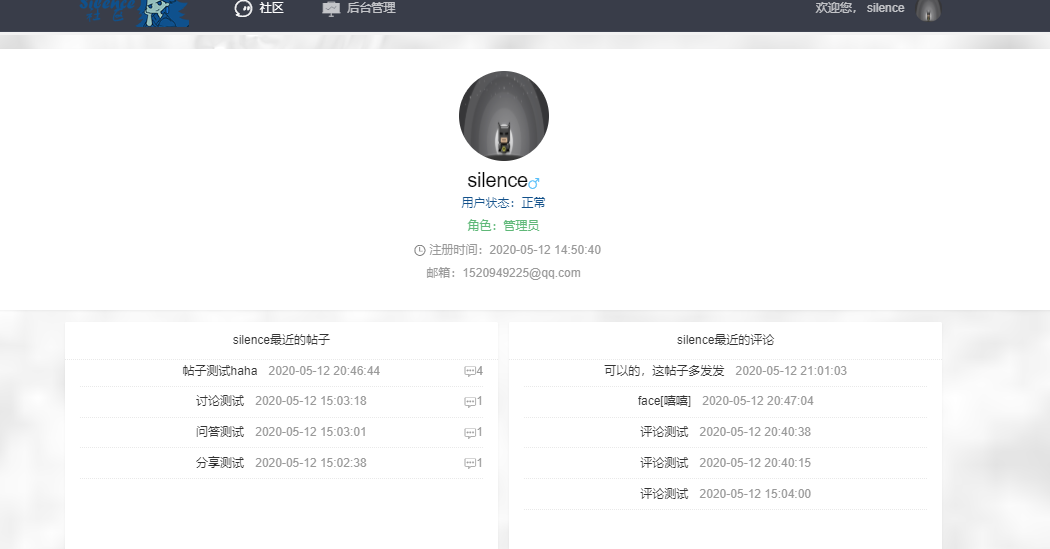 silence
社区 后台管理 欢迎您， silence
silence♂
用户状态：正常
角色：管理员
注册时间：2020-05-12 14:50:40
邮箱：1520949225@qq.com
silence最近的帖子
帖子测试haha 2020-05-12 20:46:44 4
讨论测试 2020-05-12 15:03:18 1
问答测试 2020-05-12 15:03:01 1
分享测试 2020-05-12 15:02:38 1
silence最近的评论
可以的，这帖子多发发 2020-05-12 21:01:03
face[嘻嘻] 2020-05-12 20:47:04
评论测试 2020-05-12 20:40:38
评论测试 2020-05-12 20:40:15
评论测试 2020-05-12 15:04:00